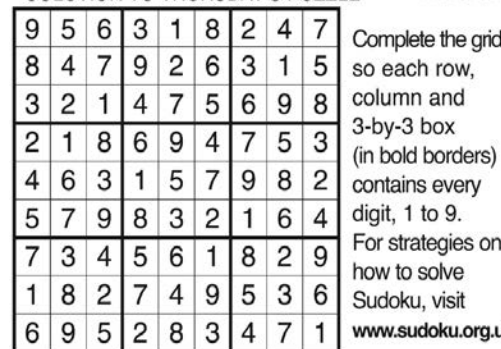 9 5 6 3 1 8 2 4 7
8 4 7 9 2 6 3 1 5
3 2 1 4 7 5 6 9 8
2 1 8 6 9 4 7 5 3
4 6 3 1 5 7 9 8 2
5 7 9 8 3 2 1 6 4
7 3 4 5 6 1 8 2 9
1 8 2 7 4 9 5 3 6
6 9 5 2 8 3 4 7 1
Complete the grid
so each row,
column and
3-by-3 box
(in bold borders)
contains every
digit, 1 to 9.
For strategies on
how to solve
Sudoku, visit
www.sudoku.org.u